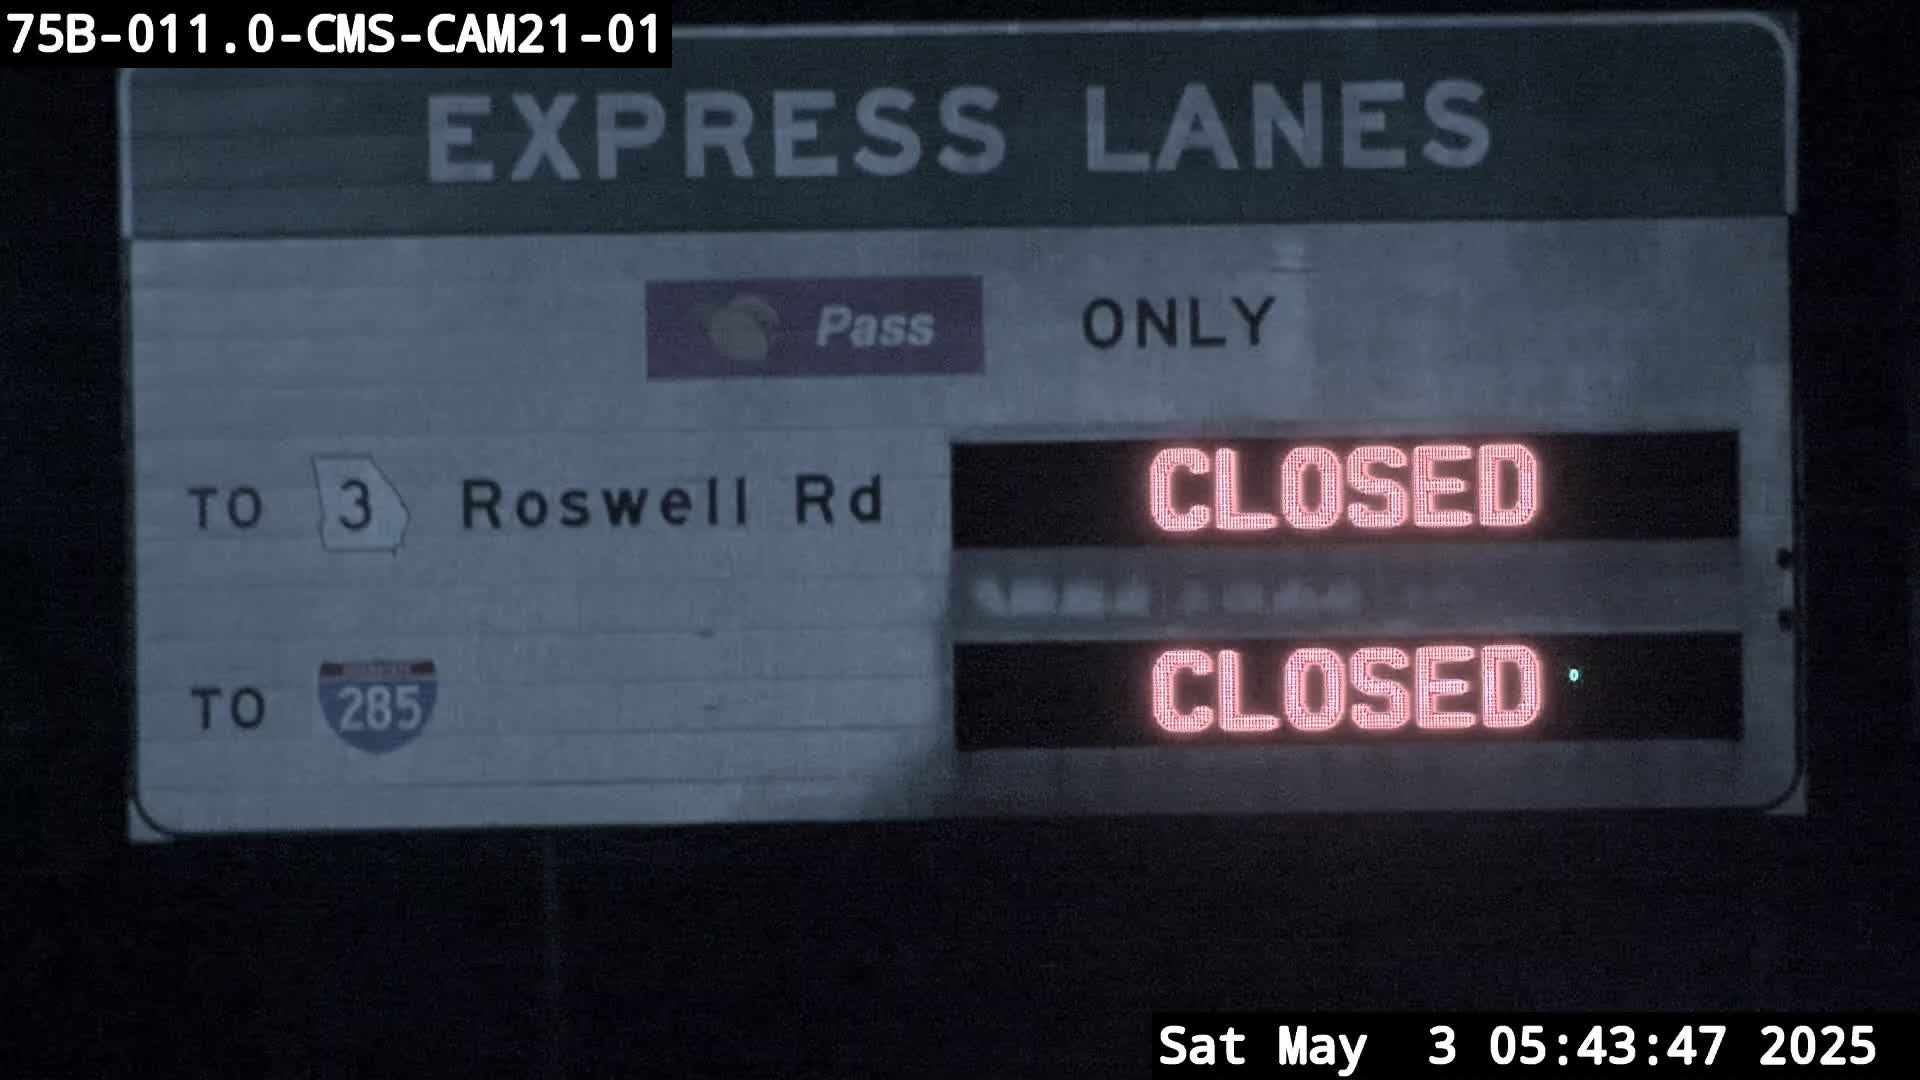 75B-011.0-CMS-CAM21-01
EXPRESS LANES
Pass ONLY
TO 3 Roswell Rd CLOSED
TO 285 CLOSED
Sat May 3 05:43:47 2025